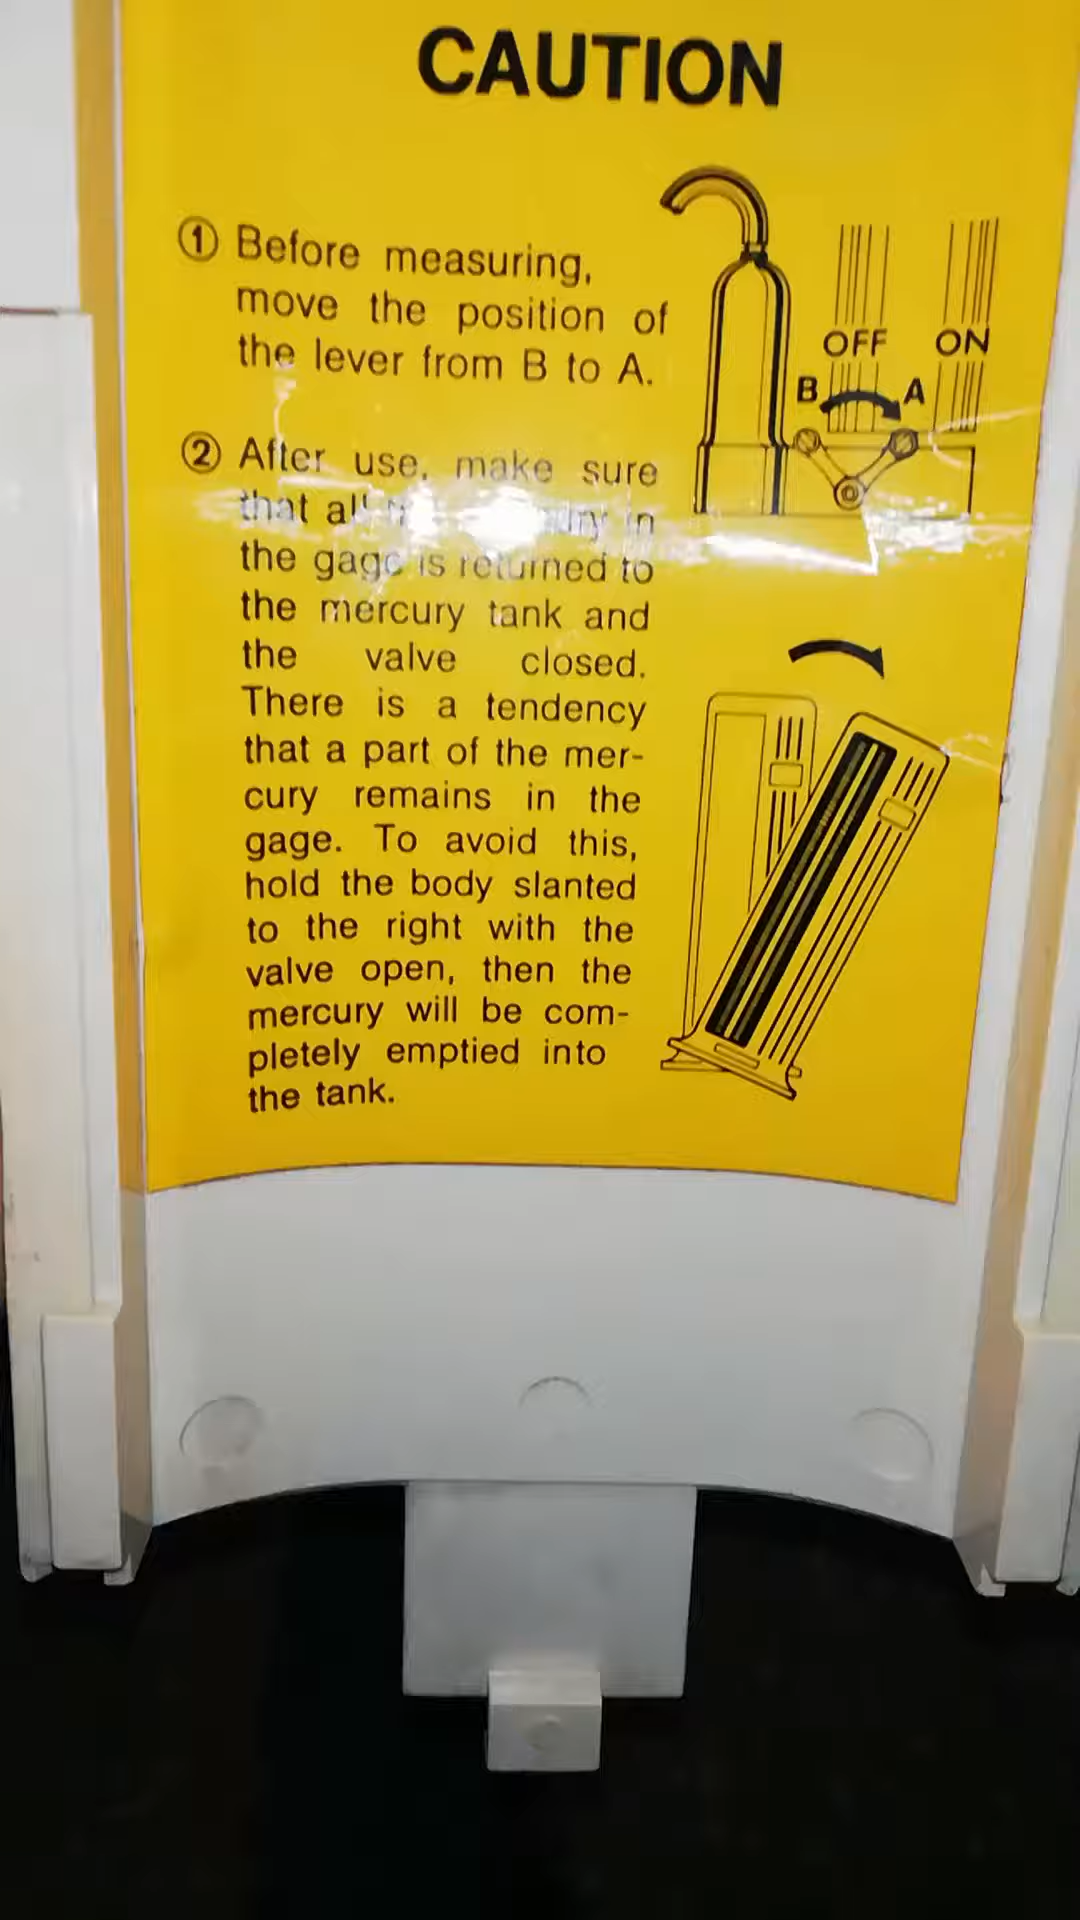 CAUTION
① Before measuring,
move the position of
the lever from B to A.
OFF ON
B A
② After use, make sure
that all in
the gage is returned to
the mercury tank and
the valve closed.
There is a tendency
that a part of the mer-
cury remains in the
gage. To avoid this,
hold the body slanted
to the right with the
valve open, then the
mercury will be com-
pletely emptied into
the tank.